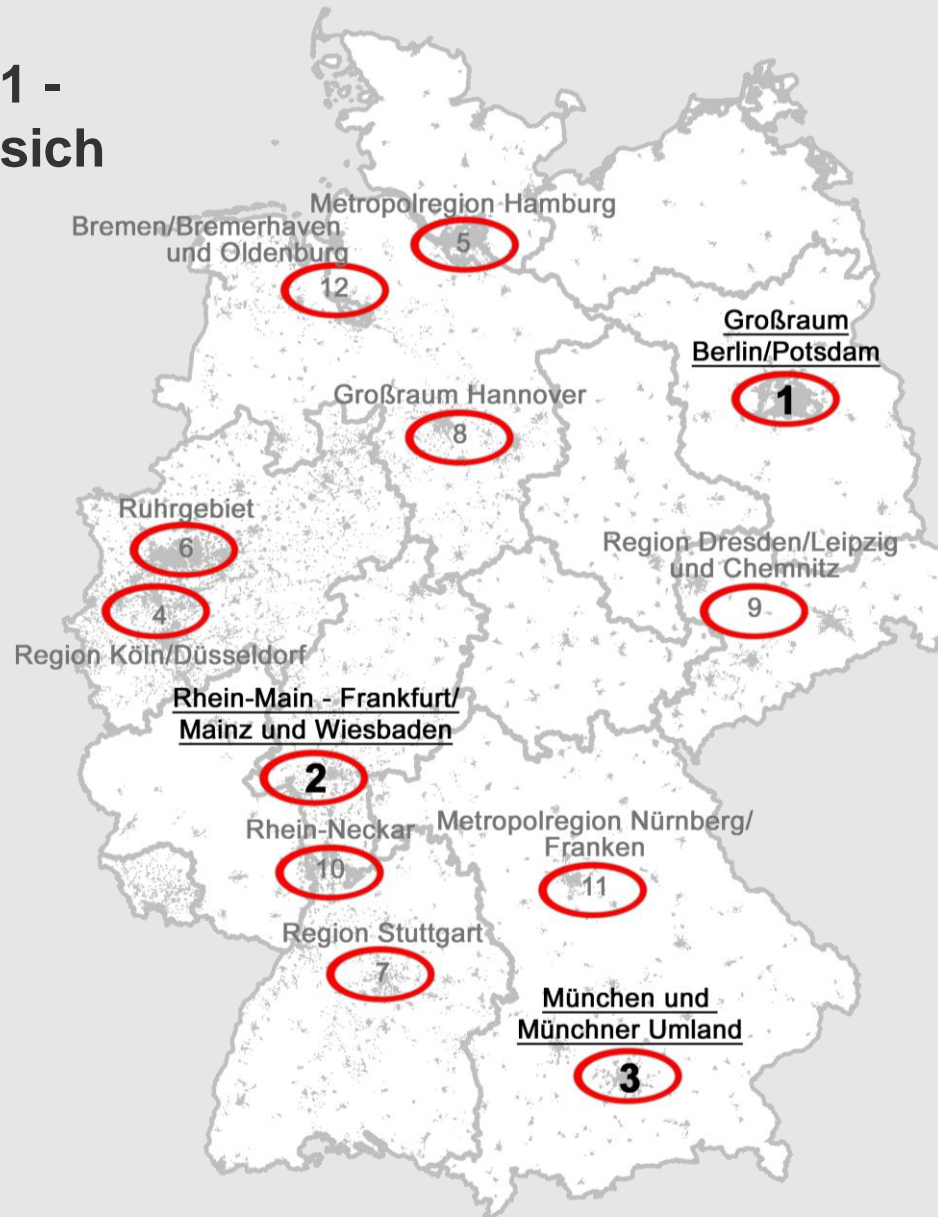 1 -
sich
Metropolregion Hamburg
5
Bremen/Bremerhaven
und Oldenburg
12
Großraum
Berlin/Potsdam
1
Großraum Hannover
8
Ruhrgebiet
6
Region Dresden/Leipzig
und Chemnitz
9
4
Region Köln/Düsseldorf
Rhein-Main - Frankfurt/
Mainz und Wiesbaden
2
Rhein-Neckar
10
Metropolregion Nürnberg/
Franken
11
Region Stuttgart
7
München und
Münchner Umland
3